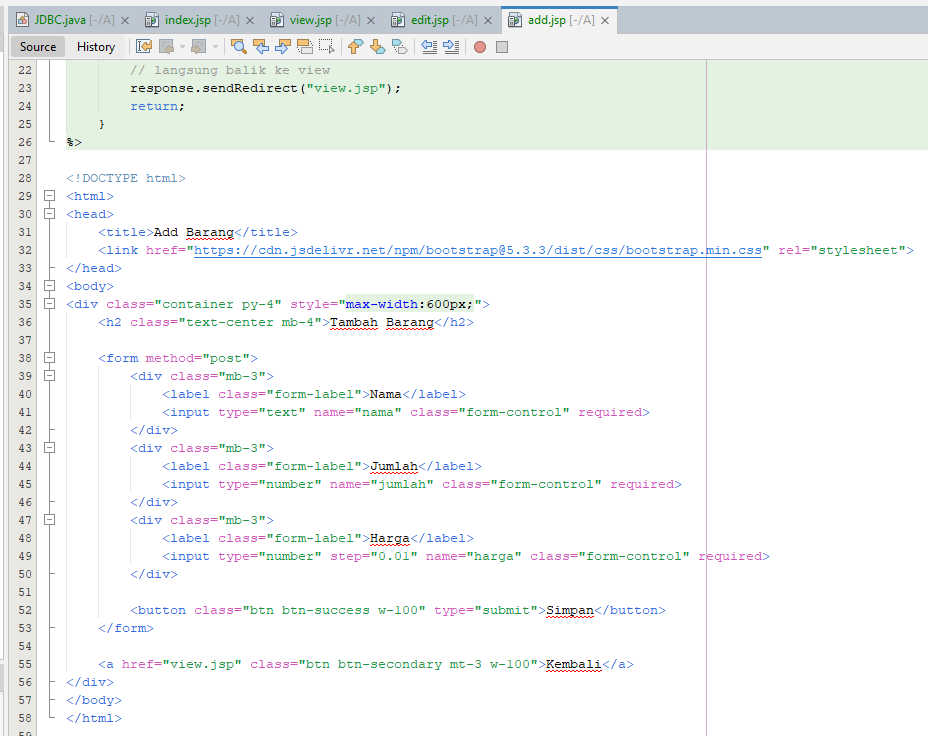 JDBC.java [-/A] index.jsp [-/A] view.jsp [-/A] edit.jsp [-/A] add.jsp [-/A]
Source History
22         // langsung balik ke view
23         response.sendRedirect("view.jsp");
24         return;
25     }
26 %>
27
28 <!DOCTYPE html>
29 <html>
30 <head>
31     <title>Add Barang</title>
32     <link href="https://cdn.jsdelivr.net/npm/bootstrap@5.3.3/dist/css/bootstrap.min.css" rel="stylesheet">
33 </head>
34 <body>
35 <div class="container py-4" style="max-width:600px;">
36     <h2 class="text-center mb-4">Tambah Barang</h2>
37
38     <form method="post">
39         <div class="mb-3">
40             <label class="form-label">Nama</label>
41             <input type="text" name="nama" class="form-control" required>
42         </div>
43         <div class="mb-3">
44             <label class="form-label">Jumlah</label>
45             <input type="number" name="jumlah" class="form-control" required>
46         </div>
47         <div class="mb-3">
48             <label class="form-label">Harga</label>
49             <input type="number" step="0.01" name="harga" class="form-control" required>
50         </div>
51
52         <button class="btn btn-success w-100" type="submit">Simpan</button>
53     </form>
54
55     <a href="view.jsp" class="btn btn-secondary mt-3 w-100">Kembali</a>
56 </div>
57 </body>
58 </html>
59